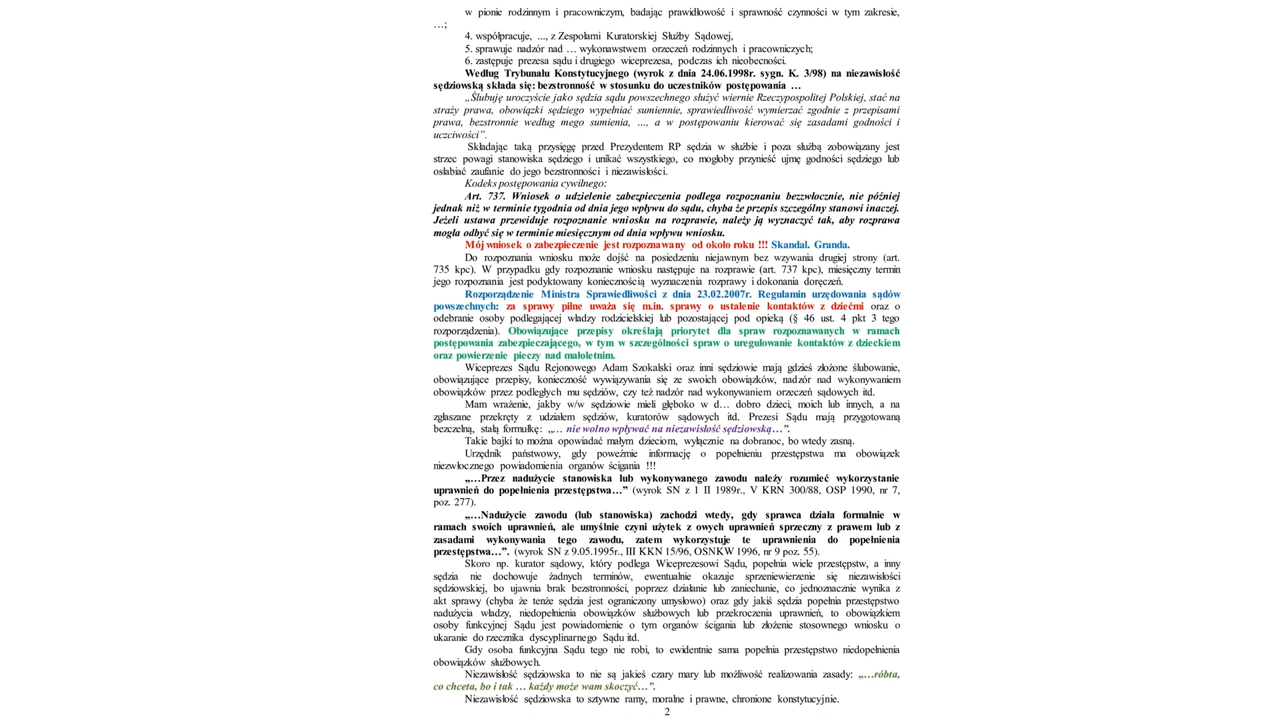 w pionie rodzinnym i pracowniczym, badając prawidłowość i sprawność czynności w tym zakresie,
…;
4. współpracuje, ..., z Zespołami Kuratorskiej Służby Sądowej,
5. sprawuje nadzór nad … wykonawstwem orzeczeń rodzinnych i pracowniczych;
6. zastępuje prezesa sądu i drugiego wiceprezesa, podczas ich nieobecności.
Według Trybunału Konstytucyjnego (wyrok z dnia 24.06.1998r. sygn. K. 3/98) na niezawisłość
sędziowską składa się: bezstronność w stosunku do uczestników postępowania …
„Ślubuję uroczyście jako sędzia sądu powszechnego służyć wiernie Rzeczypospolitej Polskiej, stać na
straży prawa, obowiązki sędziego wypełniać sumiennie, sprawiedliwość wymierzać zgodnie z przepisami
prawa, bezstronnie według mego sumienia, ..., a w postępowaniu kierować się zasadami godności i
uczciwości”.
Składając taką przysięgę przed Prezydentem RP sędzia w służbie i poza służbą zobowiązany jest
strzec powagi stanowiska sędziego i unikać wszystkiego, co mogłoby przynieść ujmę godności sędziego lub
osłabiać zaufanie do jego bezstronności i niezawisłości.
Kodeks postępowania cywilnego:
Art. 737. Wniosek o udzielenie zabezpieczenia podlega rozpoznaniu bezzwłocznie, nie później
jednak niż w terminie tygodnia od dnia jego wpływu do sądu, chyba że przepis szczególny stanowi inaczej.
Jeżeli ustawa przewiduje rozpoznanie wniosku na rozprawie, należy ją wyznaczyć tak, aby rozprawa
mogła odbyć się w terminie miesięcznym od dnia wpływu wniosku.
Mój wniosek o zabezpieczenie jest rozpoznawany od około roku !!! Skandal. Granda.
Do rozpoznania wniosku może dojść na posiedzeniu niejawnym bez wzywania drugiej strony (art.
735 kpc). W przypadku gdy rozpoznanie wniosku następuje na rozprawie (art. 737 kpc), miesięczny termin
jego rozpoznania jest podyktowany koniecznością wyznaczenia rozprawy i dokonania doręczeń.
Rozporządzenie Ministra Sprawiedliwości z dnia 23.02.2007r. Regulamin urzędowania sądów
powszechnych: za sprawy pilne uważa się m.in. sprawy o ustalenie kontaktów z dziećmi oraz o
odebranie osoby podlegającej władzy rodzicielskiej lub pozostającej pod opieką (§ 46 ust. 4 pkt 3 tego
rozporządzenia). Obowiązujące przepisy określają priorytet dla spraw rozpoznawanych w ramach
postępowania zabezpieczającego, w tym w szczególności spraw o uregulowanie kontaktów z dzieckiem
oraz powierzenie pieczy nad małoletnim.
Wiceprezes Sądu Rejonowego Adam Szokalski oraz inni sędziowie mają gdzieś złożone ślubowanie,
obowiązujące przepisy, konieczność wywiązywania się ze swoich obowiązków, nadzór nad wykonywaniem
obowiązków przez podległych mu sędziów, czy też nadzór nad wykonywaniem orzeczeń sądowych itd.
Mam wrażenie, jakby w/w sędziowie mieli głęboko w d… dobro dzieci, moich lub innych, a na
zgłaszane przekręty z udziałem sędziów, kuratorów sądowych itd. Prezesi Sądu mają przygotowaną
bezczelną, stałą formułkę: „… nie wolno wpływać na niezawisłość sędziowską…”.
Takie bajki to można opowiadać małym dzieciom, wyłącznie na dobranoc, bo wtedy zasną.
Urzędnik państwowy, gdy poweźmie informację o popełnieniu przestępstwa ma obowiązek
niezwłocznego powiadomienia organów ścigania !!!
„…Przez nadużycie stanowiska lub wykonywanego zawodu należy rozumieć wykorzystanie
uprawnień do popełnienia przestępstwa…” (wyrok SN z 1 II 1989r., V KRN 300/88, OSP 1990, nr 7,
poz. 277).
„…Nadużycie zawodu (lub stanowiska) zachodzi wtedy, gdy sprawca działa formalnie w
ramach swoich uprawnień, ale umyślnie czyni użytek z owych uprawnień sprzeczny z prawem lub z
zasadami wykonywania tego zawodu, zatem wykorzystuje te uprawnienia do popełnienia
przestępstwa…”. (wyrok SN z 9.05.1995r., III KKN 15/96, OSNKW 1996, nr 9 poz. 55).
Skoro np. kurator sądowy, który podlega Wiceprezesowi Sądu, popełnia wiele przestępstw, a inny
sędzia nie dochowuje żadnych terminów, ewentualnie okazuje sprzeniewierzenie się niezawisłości
sędziowskiej, bo ujawnia brak bezstronności, poprzez działanie lub zaniechanie, co jednoznacznie wynika z
akt sprawy (chyba że tenże sędzia jest ograniczony umysłowo) oraz gdy jakiś sędzia popełnia przestępstwo
nadużycia władzy, niedopełnienia obowiązków służbowych lub przekroczenia uprawnień, to obowiązkiem
osoby funkcyjnej Sądu jest powiadomienie o tym organów ścigania lub złożenie stosownego wniosku o
ukaranie do rzecznika dyscyplinarnego Sądu itd.
Gdy osoba funkcyjna Sądu tego nie robi, to ewidentnie sama popełnia przestępstwo niedopełnienia
obowiązków służbowych.
Niezawisłość sędziowska to nie są jakieś czary mary lub możliwość realizowania zasady: „…róbta,
co chceta, bo i tak … każdy może wam skoczyć…”.
Niezawisłość sędziowska to sztywne ramy, moralne i prawne, chronione konstytucyjnie.
2